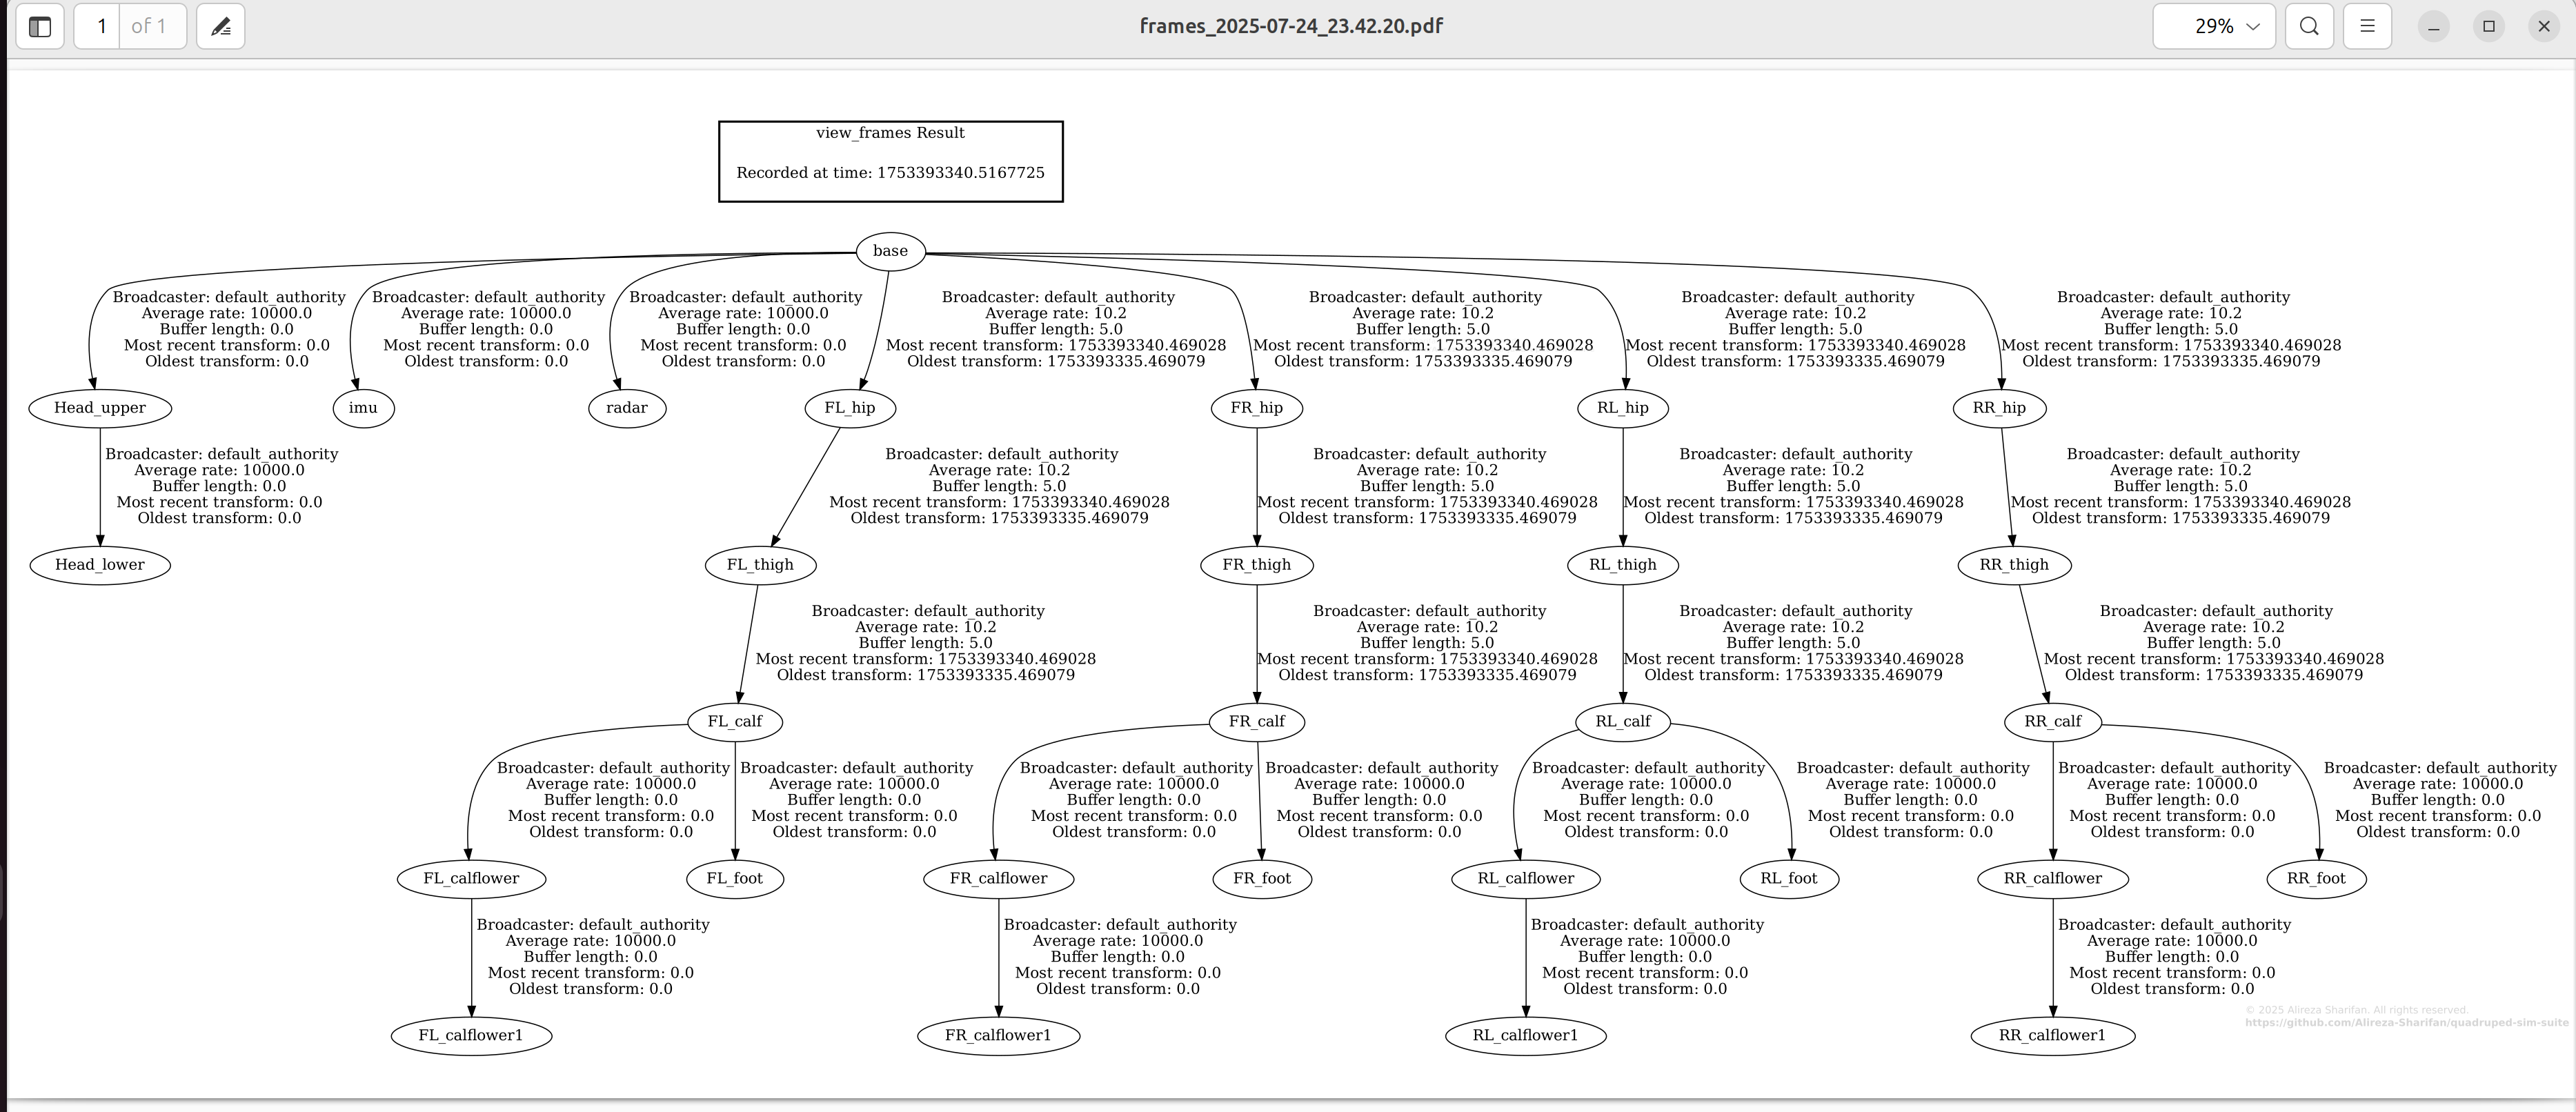 1 of 1
frames_2025-07-24_23.42.20.pdf
29%
view_frames Result
Recorded at time: 1753393340.5167725
base
Broadcaster: default_authority
Average rate: 10000.0
Buffer length: 0.0
Most recent transform: 0.0
Oldest transform: 0.0
Broadcaster: default_authority
Average rate: 10000.0
Buffer length: 0.0
Most recent transform: 0.0
Oldest transform: 0.0
Broadcaster: default_authority
Average rate: 10000.0
Buffer length: 0.0
Most recent transform: 0.0
Oldest transform: 0.0
Broadcaster: default_authority
Average rate: 10.2
Buffer length: 5.0
Most recent transform: 1753393340.469028
Oldest transform: 1753393335.469079
Broadcaster: default_authority
Average rate: 10.2
Buffer length: 5.0
Most recent transform: 1753393340.469028
Oldest transform: 1753393335.469079
Broadcaster: default_authority
Average rate: 10.2
Buffer length: 5.0
Most recent transform: 1753393340.469028
Oldest transform: 1753393335.469079
Broadcaster: default_authority
Average rate: 10.2
Buffer length: 5.0
Most recent transform: 1753393340.469028
Oldest transform: 1753393335.469079
Head_upper
imu
radar
FL_hip
FR_hip
RL_hip
RR_hip
Broadcaster: default_authority
Average rate: 10000.0
Buffer length: 0.0
Most recent transform: 0.0
Oldest transform: 0.0
Broadcaster: default_authority
Average rate: 10.2
Buffer length: 5.0
Most recent transform: 1753393340.469028
Oldest transform: 1753393335.469079
Broadcaster: default_authority
Average rate: 10.2
Buffer length: 5.0
Most recent transform: 1753393340.469028
Oldest transform: 1753393335.469079
Broadcaster: default_authority
Average rate: 10.2
Buffer length: 5.0
Most recent transform: 1753393340.469028
Oldest transform: 1753393335.469079
Broadcaster: default_authority
Average rate: 10.2
Buffer length: 5.0
Most recent transform: 1753393340.469028
Oldest transform: 1753393335.469079
Head_lower
FL_thigh
FR_thigh
RL_thigh
RR_thigh
Broadcaster: default_authority
Average rate: 10.2
Buffer length: 5.0
Most recent transform: 1753393340.469028
Oldest transform: 1753393335.469079
Broadcaster: default_authority
Average rate: 10.2
Buffer length: 5.0
Most recent transform: 1753393340.469028
Oldest transform: 1753393335.469079
Broadcaster: default_authority
Average rate: 10.2
Buffer length: 5.0
Most recent transform: 1753393340.469028
Oldest transform: 1753393335.469079
Broadcaster: default_authority
Average rate: 10.2
Buffer length: 5.0
Most recent transform: 1753393340.469028
Oldest transform: 1753393335.469079
FL_calf
FR_calf
RL_calf
RR_calf
Broadcaster: default_authority
Average rate: 10000.0
Buffer length: 0.0
Most recent transform: 0.0
Oldest transform: 0.0
Broadcaster: default_authority
Average rate: 10000.0
Buffer length: 0.0
Most recent transform: 0.0
Oldest transform: 0.0
Broadcaster: default_authority
Average rate: 10000.0
Buffer length: 0.0
Most recent transform: 0.0
Oldest transform: 0.0
Broadcaster: default_authority
Average rate: 10000.0
Buffer length: 0.0
Most recent transform: 0.0
Oldest transform: 0.0
Broadcaster: default_authority
Average rate: 10000.0
Buffer length: 0.0
Most recent transform: 0.0
Oldest transform: 0.0
Broadcaster: default_authority
Average rate: 10000.0
Buffer length: 0.0
Most recent transform: 0.0
Oldest transform: 0.0
Broadcaster: default_authority
Average rate: 10000.0
Buffer length: 0.0
Most recent transform: 0.0
Oldest transform: 0.0
Broadcaster: default_authority
Average rate: 10000.0
Buffer length: 0.0
Most recent transform: 0.0
Oldest transform: 0.0
FL_calflower
FL_foot
FR_calflower
FR_foot
RL_calflower
RL_foot
RR_calflower
RR_foot
Broadcaster: default_authority
Average rate: 10000.0
Buffer length: 0.0
Most recent transform: 0.0
Oldest transform: 0.0
Broadcaster: default_authority
Average rate: 10000.0
Buffer length: 0.0
Most recent transform: 0.0
Oldest transform: 0.0
Broadcaster: default_authority
Average rate: 10000.0
Buffer length: 0.0
Most recent transform: 0.0
Oldest transform: 0.0
Broadcaster: default_authority
Average rate: 10000.0
Buffer length: 0.0
Most recent transform: 0.0
Oldest transform: 0.0
FL_calflower1
FR_calflower1
RL_calflower1
RR_calflower1
© 2025 Alireza Sharifan. All rights reserved.
https://github.com/Alireza-Sharifan/quadruped-sim-suite